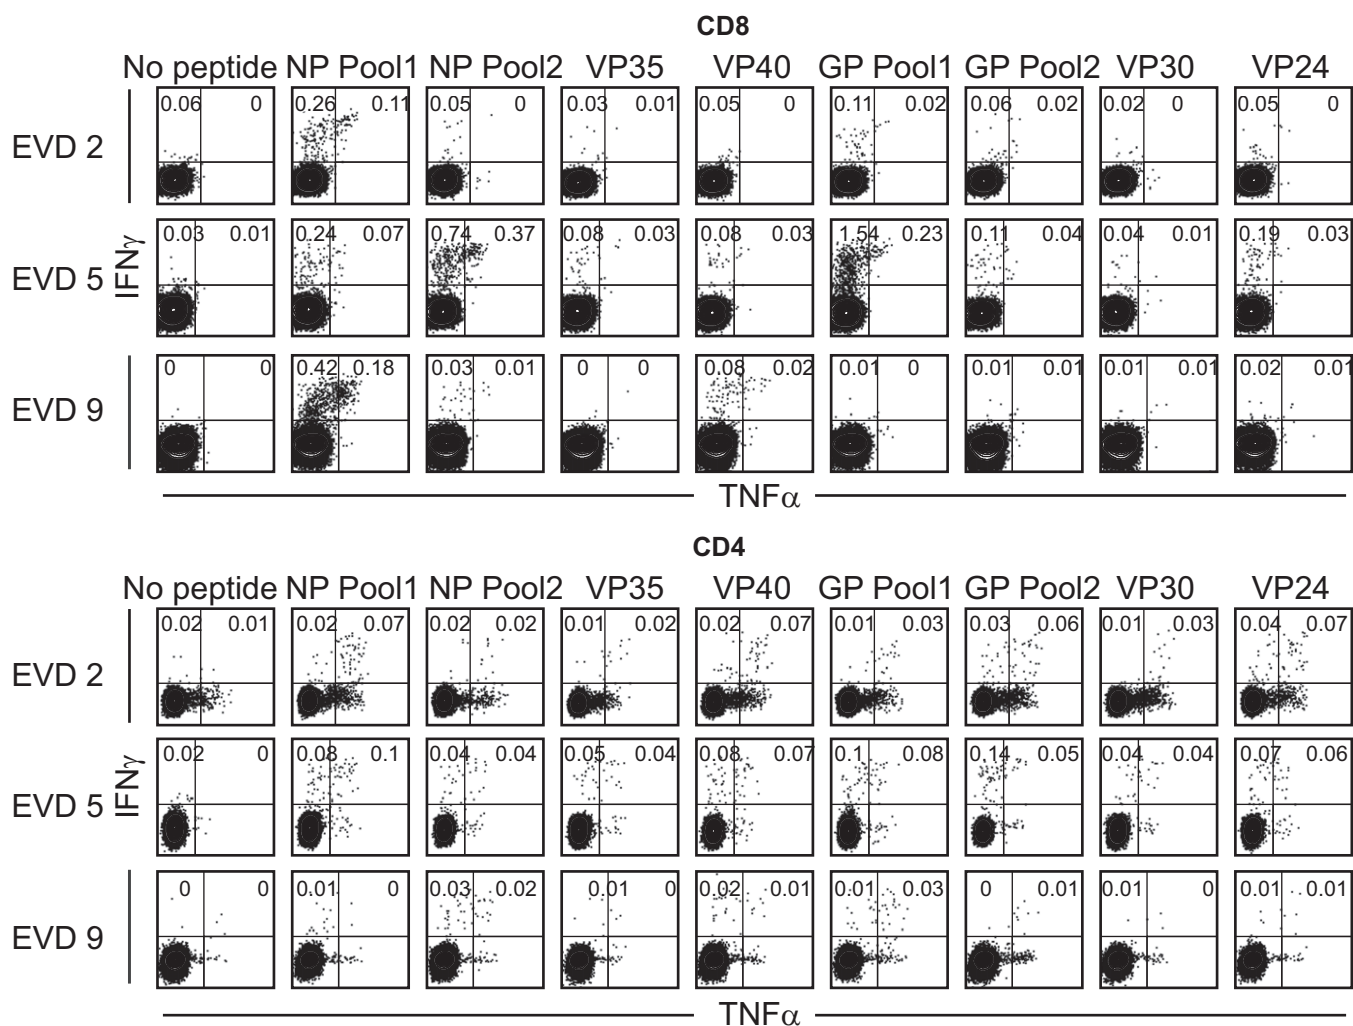 CD8
No peptide NP Pool1 NP Pool2 VP35 VP40 GP Pool1 GP Pool2 VP30 VP24
EVD 2
0.06 0 0.26 0.11 0.05 0 0.03 0.01 0.05 0 0.11 0.02 0.06 0.02 0.02 0 0.05 0
EVD 5
0.03 0.01 0.24 0.07 0.74 0.37 0.08 0.03 0.08 0.03 1.54 0.23 0.11 0.04 0.04 0.01 0.19 0.03
IFNγ
EVD 9
0 0 0.42 0.18 0.03 0.01 0 0 0.08 0.02 0.01 0 0.01 0.01 0.01 0.01 0.02 0.01
TNFα
CD4
No peptide NP Pool1 NP Pool2 VP35 VP40 GP Pool1 GP Pool2 VP30 VP24
EVD 2
0.02 0.01 0.02 0.07 0.02 0.02 0.01 0.02 0.02 0.07 0.01 0.03 0.03 0.06 0.01 0.03 0.04 0.07
EVD 5
0.02 0 0.08 0.1 0.04 0.04 0.05 0.04 0.08 0.07 0.1 0.08 0.14 0.05 0.04 0.04 0.07 0.06
IFNγ
EVD 9
0 0 0.01 0 0.03 0.02 0.01 0 0.02 0.01 0.01 0.03 0 0.01 0.01 0 0.01 0.01
TNFα